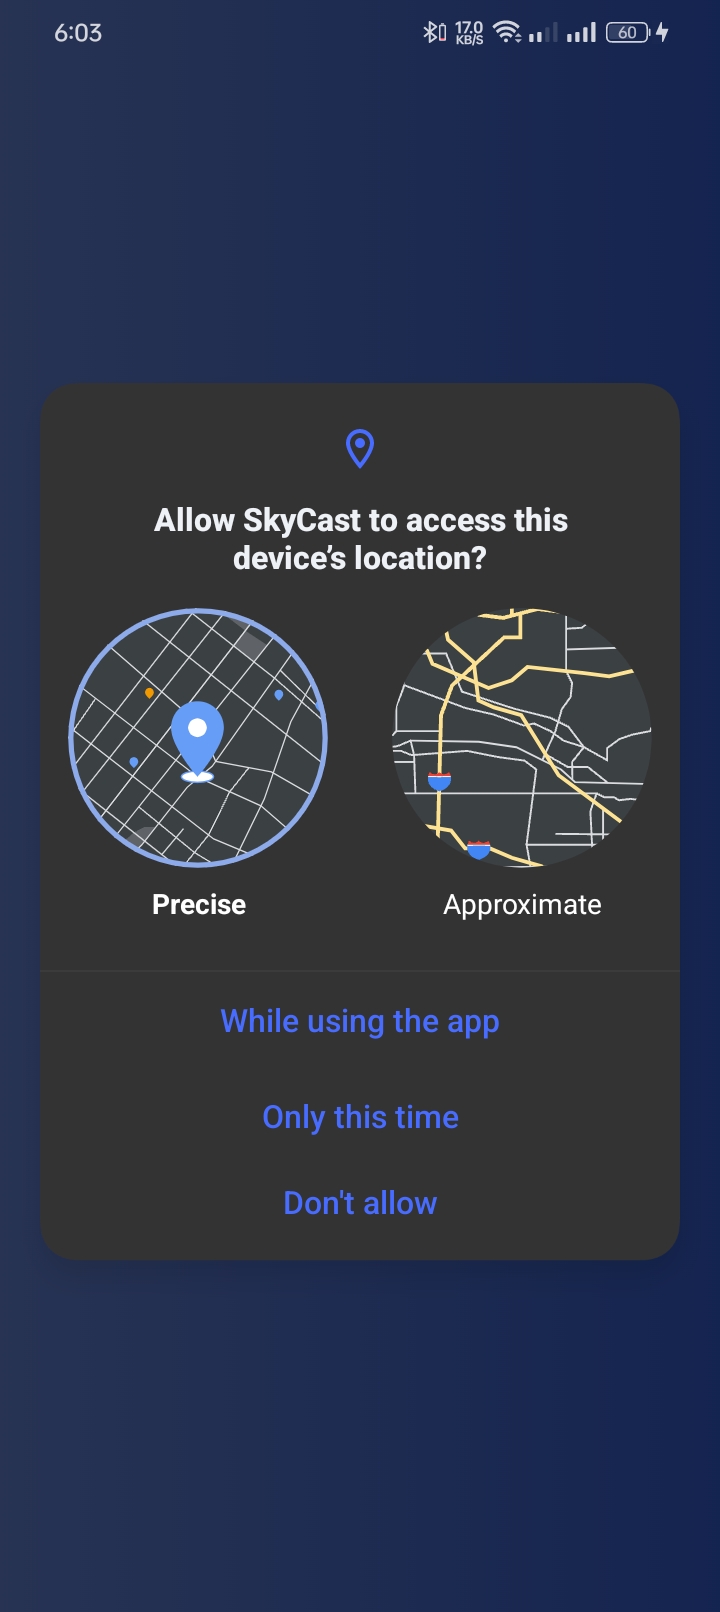 6:03
17.0
KB/S
60
Allow SkyCast to access this
device’s location?
Precise
Approximate
While using the app
Only this time
Don't allow